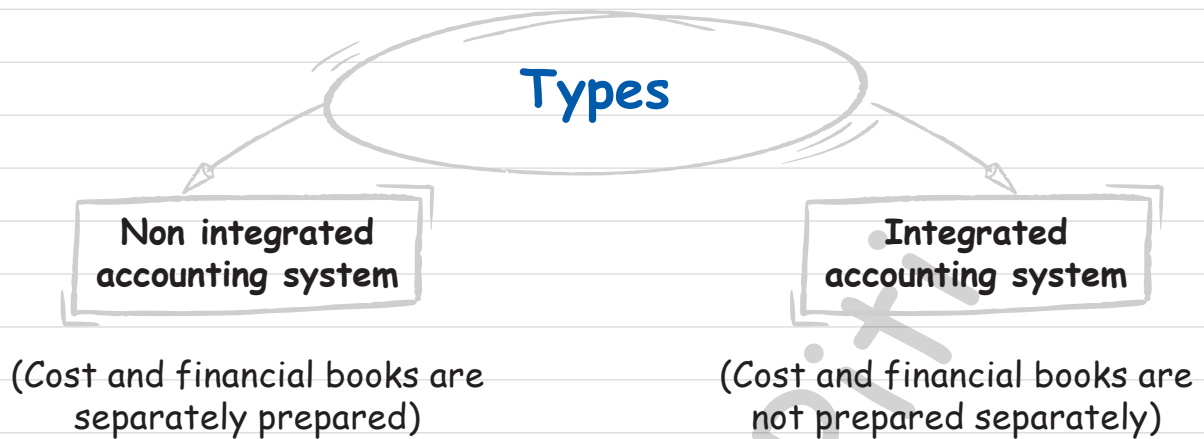 Types
Non integrated
accounting system
Integrated
accounting system
(Cost and financial books are
separately prepared)
(Cost and financial books are
not prepared separately)